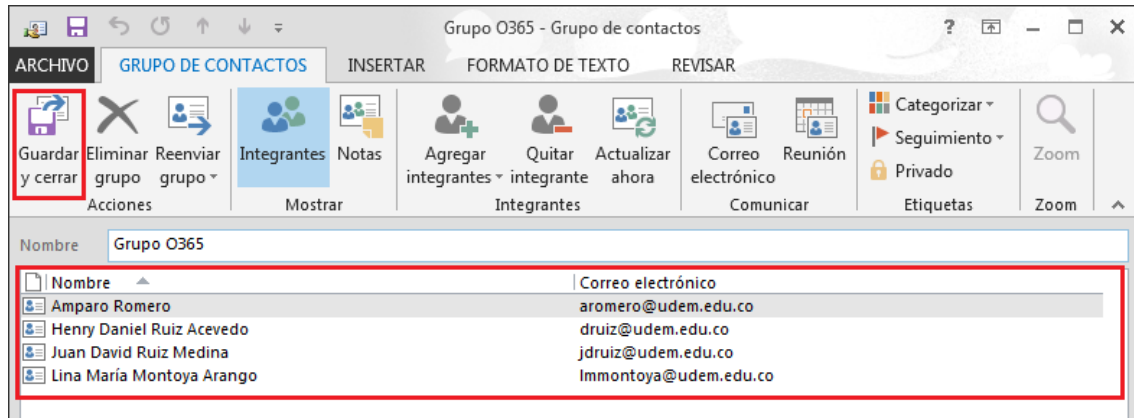 Grupo O365 - Grupo de contactos
ARCHIVO GRUPO DE CONTACTOS INSERTAR FORMATO DE TEXTO REVISAR
Guardar y cerrar
Eliminar grupo
Reenviar grupo
Acciones
Integrantes
Notas
Mostrar
Agregar integrantes
Quitar integrante
Actualizar ahora
Integrantes
Correo electrónico
Reunión
Comunicar
Categorizar
Seguimiento
Privado
Etiquetas
Zoom
Zoom
Nombre Grupo O365
Nombre Correo electrónico
Amparo Romero aromero@udem.edu.co
Henry Daniel Ruiz Acevedo druiz@udem.edu.co
Juan David Ruiz Medina jdruiz@udem.edu.co
Lina María Montoya Arango lmmontoya@udem.edu.co